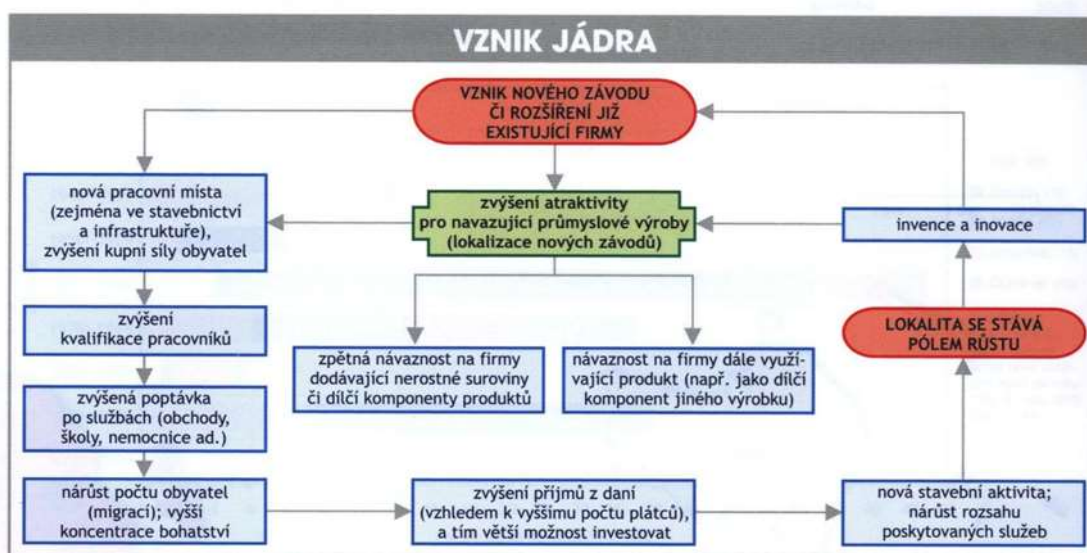 VZNIK JÁDRA
VZNIK NOVÉHO ZÁVODU
ČI ROZŠÍŘENÍ JIŽ
EXISTUJÍCÍ FIRMY
nová pracovní místa
(zejména ve stavebnictví
a infrastruktuře),
zvýšení kupní síly obyvatel
zvýšení atraktivity
pro navazující průmyslové výroby
(lokalizace nových závodů)
invence a inovace
zvýšení
kvalifikace pracovníků
zpětná návaznost na firmy
dodávající nerostné suroviny
či dílčí komponenty produktů
návaznost na firmy dále využí-
vající produkt (např. jako dílčí
komponent jiného výrobku)
LOKALITA SE STÁVÁ
PÓLEM RŮSTU
zvýšená poptávka
po službách (obchody,
školy, nemocnice ad.)
nárůst počtu obyvatel
(migrací); vyšší
koncentrace bohatství
zvýšení příjmů z daní
(vzhledem k vyššímu počtu plátců),
a tím větší možnost investovat
nová stavební aktivita;
nárůst rozsahu
poskytovaných služeb